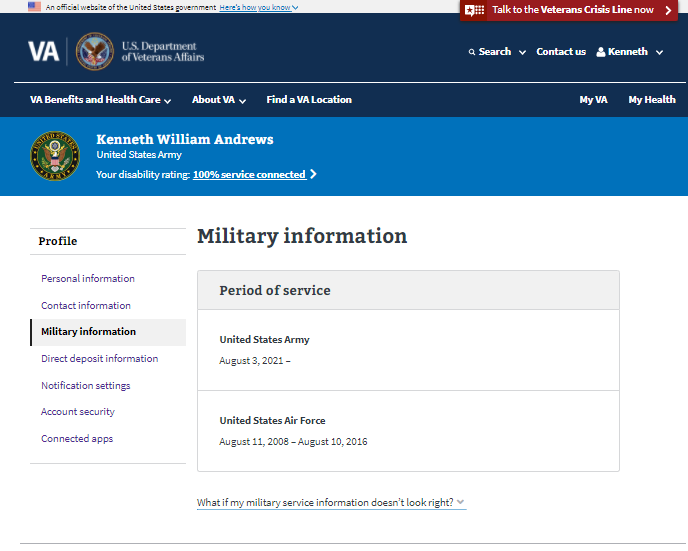 An official website of the United States government Here's how you know
Talk to the Veterans Crisis Line now
VA
U.S. Department
of Veterans Affairs
Search
Contact us
Kenneth
VA Benefits and Health Care
About VA
Find a VA Location
My VA
My Health
Kenneth William Andrews
United States Army
Your disability rating: 100% service connected
Profile
Personal information
Contact information
Military information
Direct deposit information
Notification settings
Account security
Connected apps
Military information
Period of service
United States Army
August 3, 2021 –
United States Air Force
August 11, 2008 – August 10, 2016
What if my military service information doesn't look right?